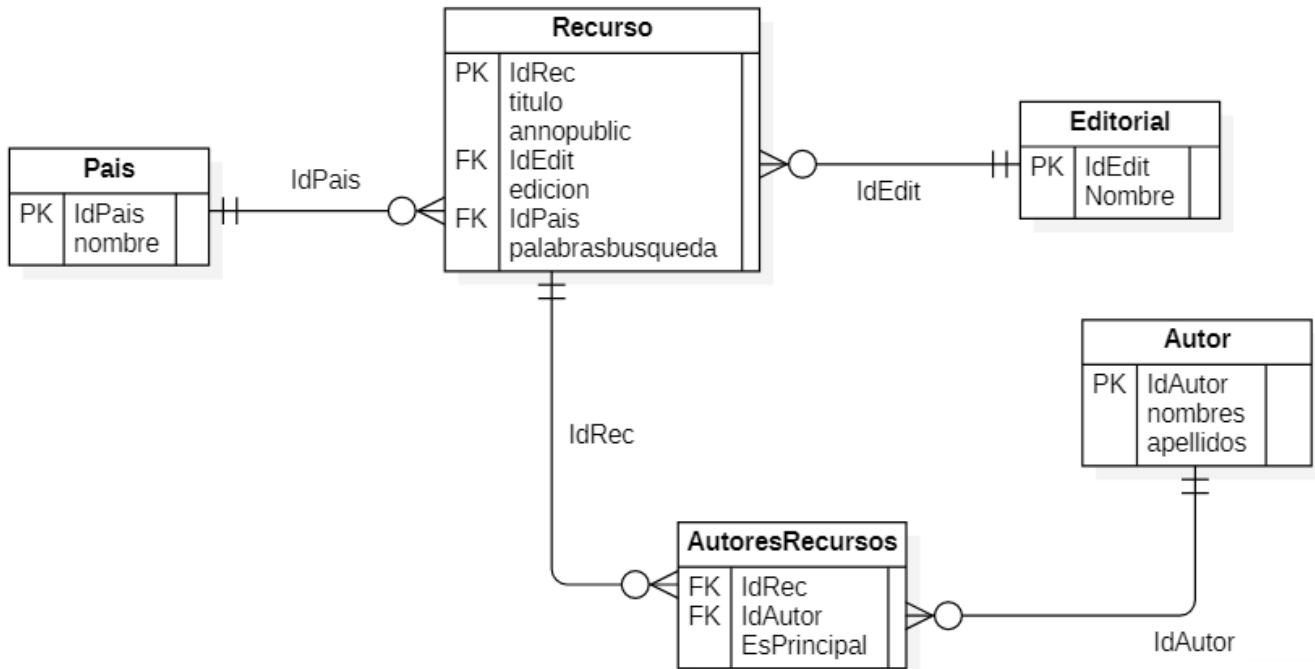 Recurso
PK IdRec
titulo
annopublic
FK IdEdit
edicion
FK IdPais
palabrasbusqueda
Pais
PK IdPais
nombre
IdPais
Editorial
PK IdEdit
Nombre
IdEdit
Autor
PK IdAutor
nombres
apellidos
IdRec
AutoresRecursos
FK IdRec
FK IdAutor
EsPrincipal
IdAutor